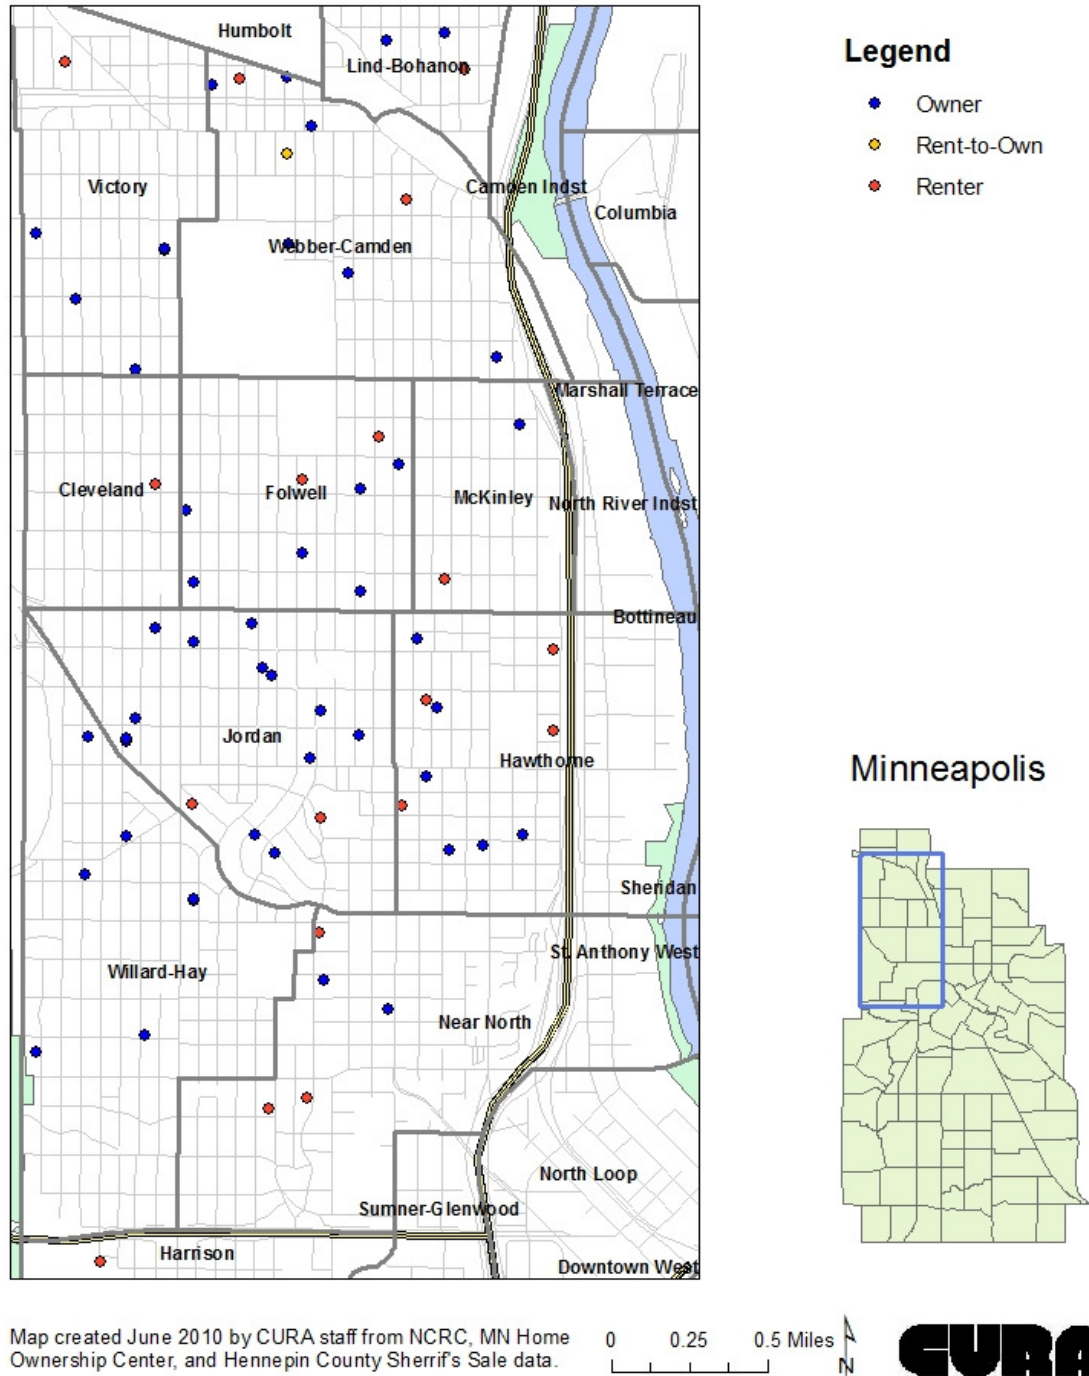 Humbolt
Lind-Bohanon
Legend
Owner
Rent-to-Own
Renter
Victory
Camden Indst
Columbia
Webber-Camden
Marshall Terrace
Cleveland
Folwell
McKinley
North River Indst
Bottineau
Jordan
Hawthorne
Minneapolis
Sheridan
St. Anthony West
Willard-Hay
Near North
North Loop
Sumner-Glenwood
Harrison
Downtown West
Map created June 2010 by CURA staff from NCRC, MN Home
Ownership Center, and Hennepin County Sherrif's Sale data.
0 0.25 0.5 Miles
N
CURA